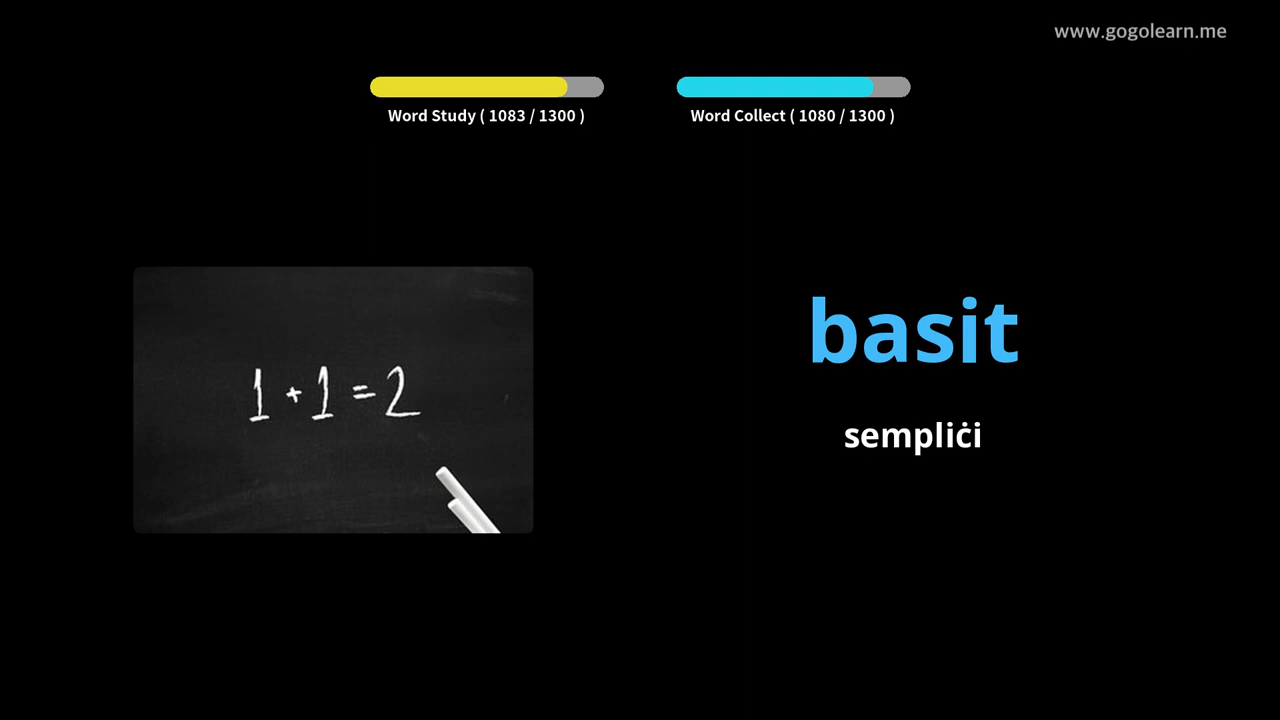 www.gogolearn.me
Word Study ( 1083 / 1300 )
Word Collect ( 1080 / 1300 )
1 + 1 = 2
basit
sempliċi